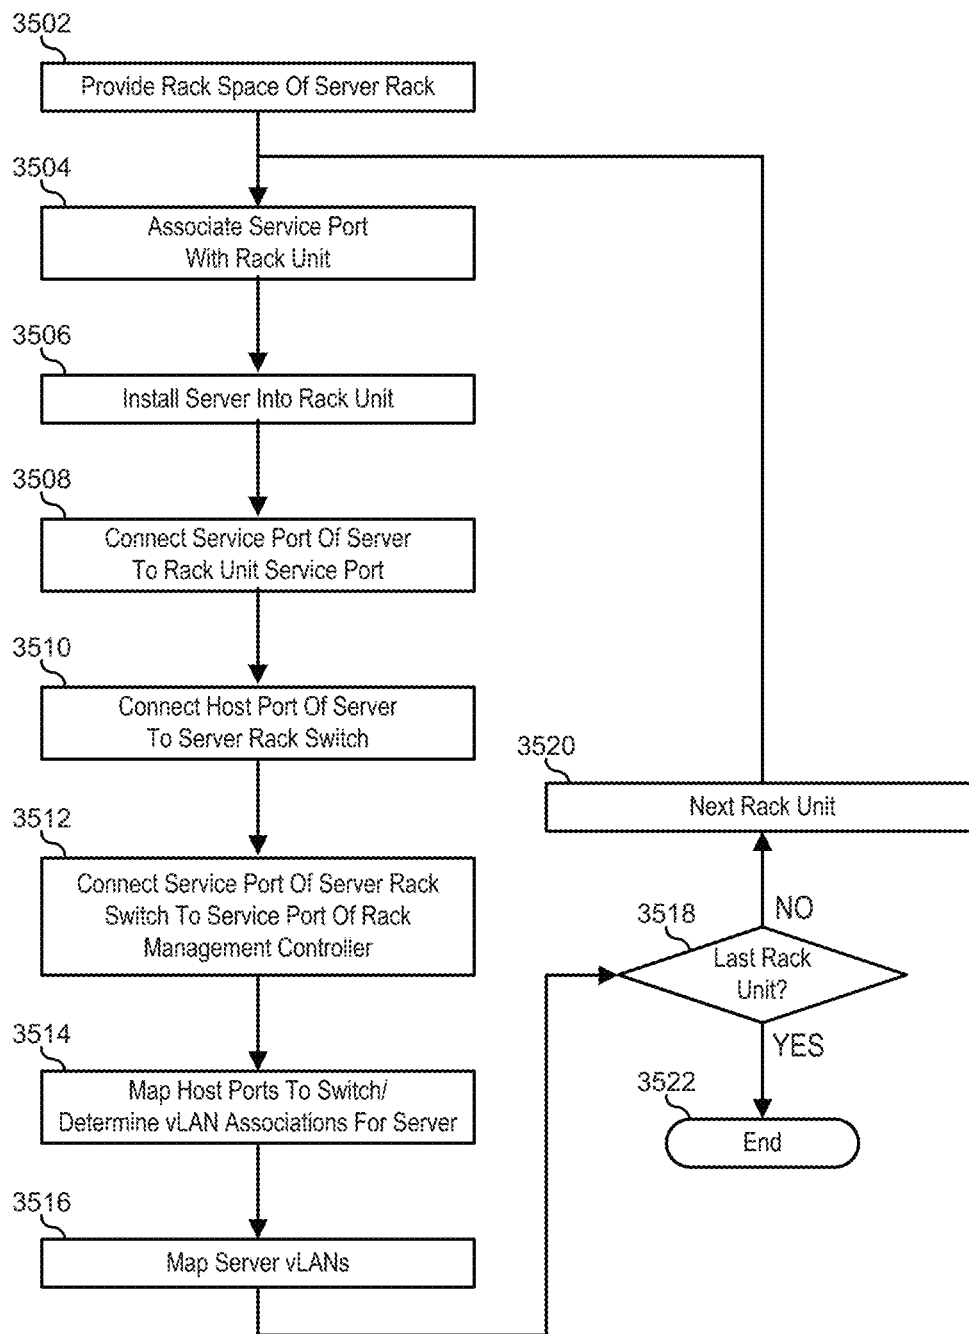 3502
Provide Rack Space Of Server Rack
3504
Associate Service Port
With Rack Unit
3506
Install Server Into Rack Unit
3508
Connect Service Port Of Server
To Rack Unit Service Port
3510
Connect Host Port Of Server
To Server Rack Switch
3512
Connect Service Port Of Server Rack
Switch To Service Port Of Rack
Management Controller
3514
Map Host Ports To Switch/
Determine vLAN Associations For Server
3516
Map Server vLANs
3518
Last Rack
Unit?
NO
3520
Next Rack Unit
YES
3522
End